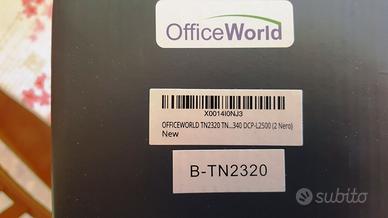 OfficeWorld
X0014I0NJ3
OFFICEWORLD TN2320 TN...340 DCP-L2500 (2 Nero)
New
B-TN2320
subito